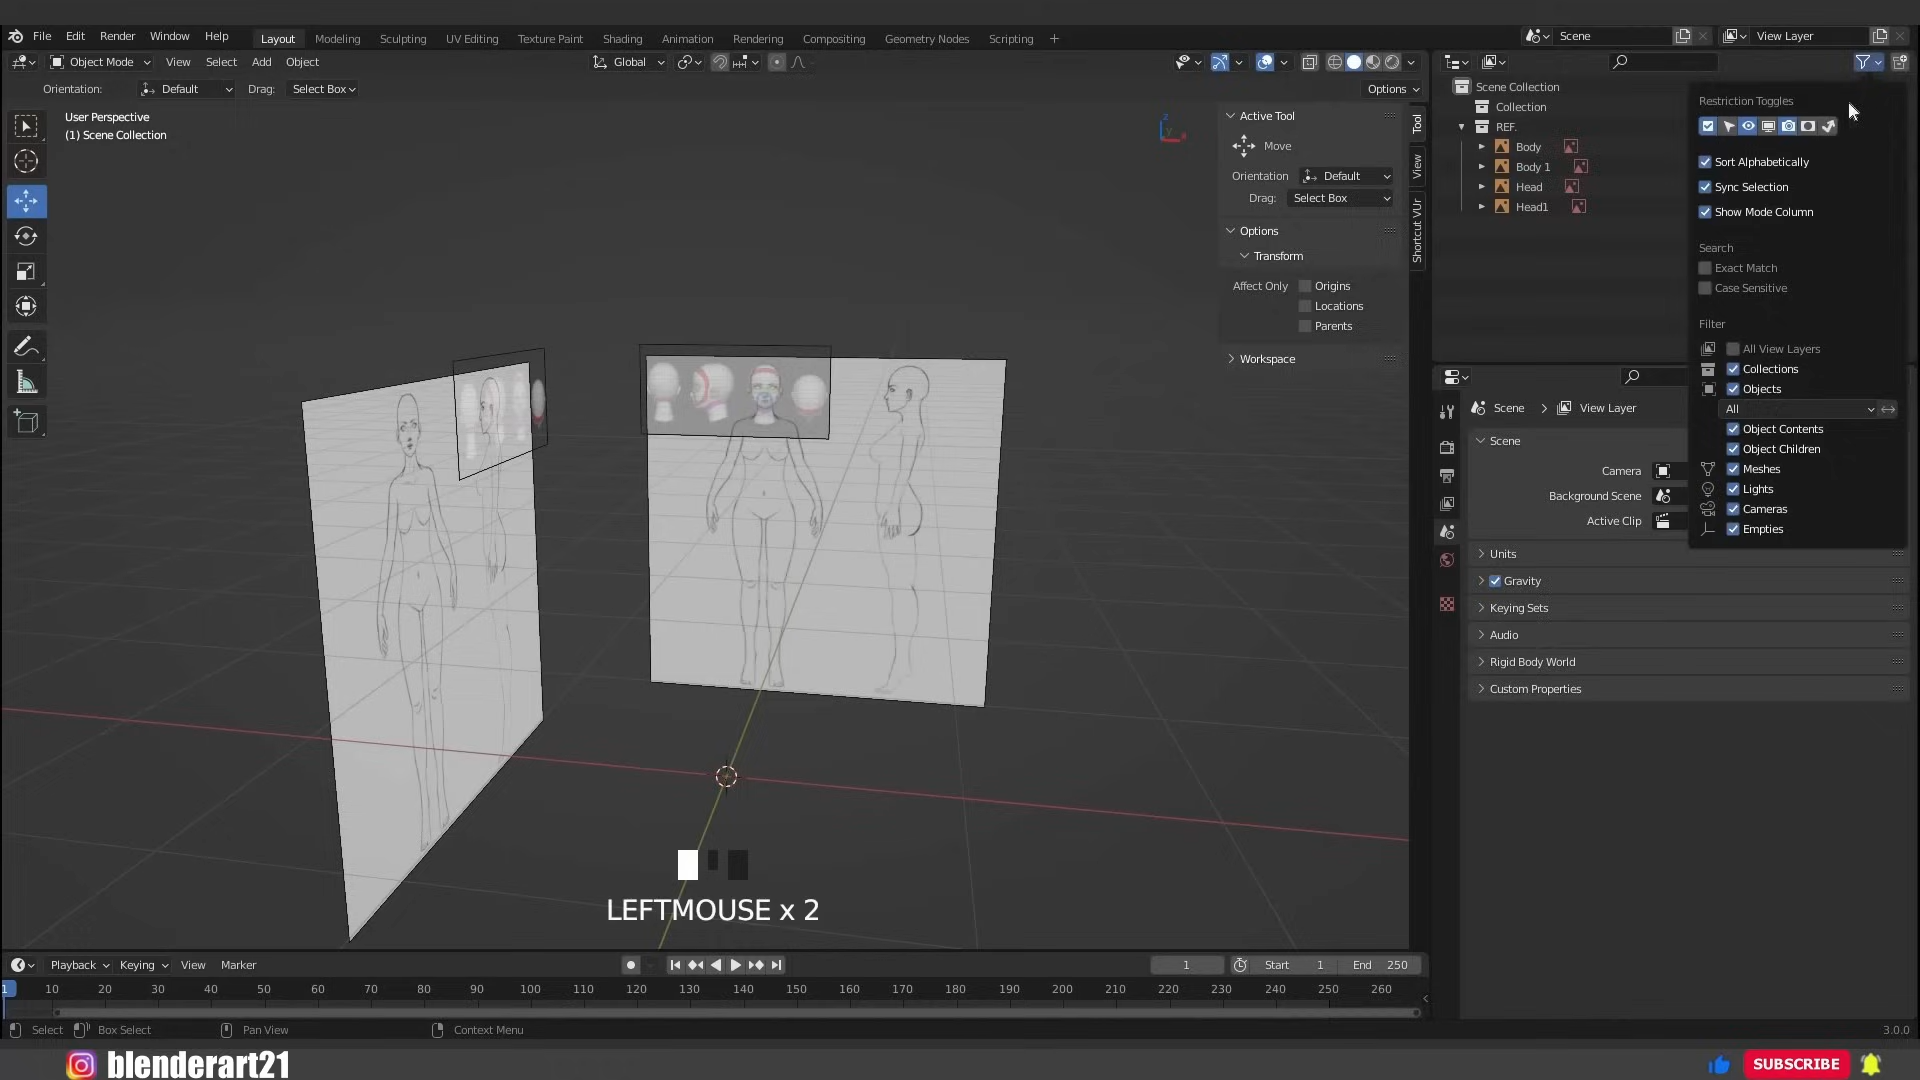 File Edit Render Window Help Layout Modeling Sculpting UV Editing Texture Paint Shading Animation Rendering Compositing Geometry Nodes Scripting + Scene View Layer
Object Mode View Select Add Object Global
Orientation: Default Drag: Select Box Options
User Perspective
(1) Scene Collection
Z
Y
X
Active Tool
Move
Orientation Default
Drag: Select Box
Options
Transform
Affect Only Origins
Locations
Parents
Workspace
Tool
View
Shortcut VUr
Scene Collection
Collection
REF.
Body
Body 1
Head
Head1
Restriction Toggles
Sort Alphabetically
Sync Selection
Show Mode Column
Search
Exact Match
Case Sensitive
Filter
All View Layers
Collections
Objects
All
Object Contents
Object Children
Meshes
Lights
Cameras
Empties
Scene View Layer
Scene
Camera
Background Scene
Active Clip
Units
Gravity
Keying Sets
Audio
Rigid Body World
Custom Properties
LEFTMOUSE x 2
Playback Keying View Marker 1 Start 1 End 250
1 10 20 30 40 50 60 70 80 90 100 110 120 130 140 150 160 170 180 190 200 210 220 230 240 250 260
Select Box Select Pan View Context Menu 3.0.0
blenderart21 SUBSCRIBE